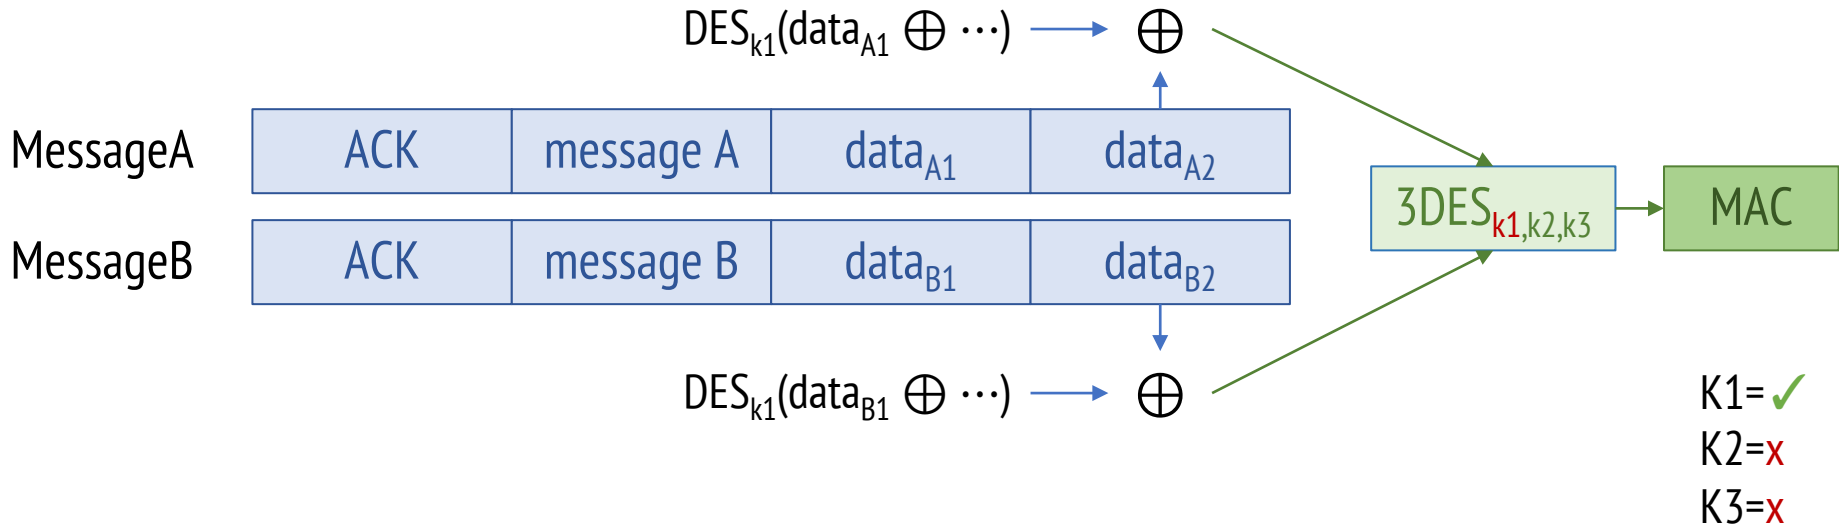 DESk1(dataA1 ⊕ ···) ⊕
MessageA ACK message A dataA1 dataA2
3DESk1,k2,k3 MAC
MessageB ACK message B dataB1 dataB2
DESk1(dataB1 ⊕ ···) ⊕
K1=✓
K2=x
K3=x